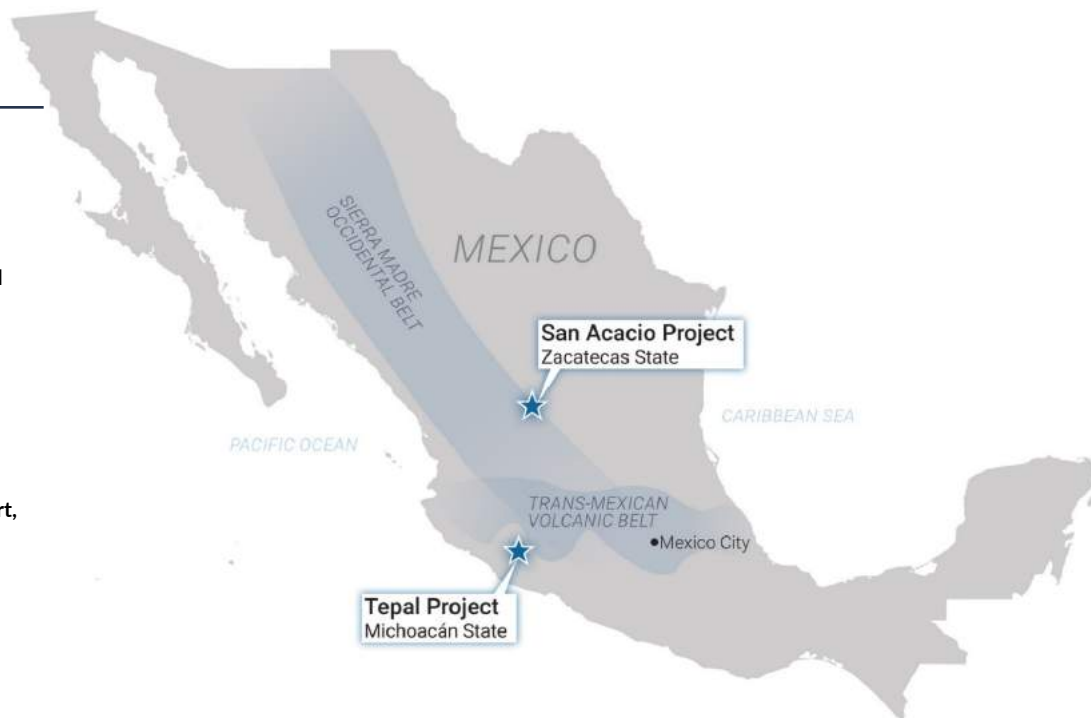 SIERRA MADRE
OCCIDENTAL BELT
MEXICO
San Acacio Project
Zacatecas State
CARIBBEAN SEA
PACIFIC OCEAN
rt,
TRANS-MEXICAN
VOLCANIC BELT
Mexico City
Tepal Project
Michoacán State